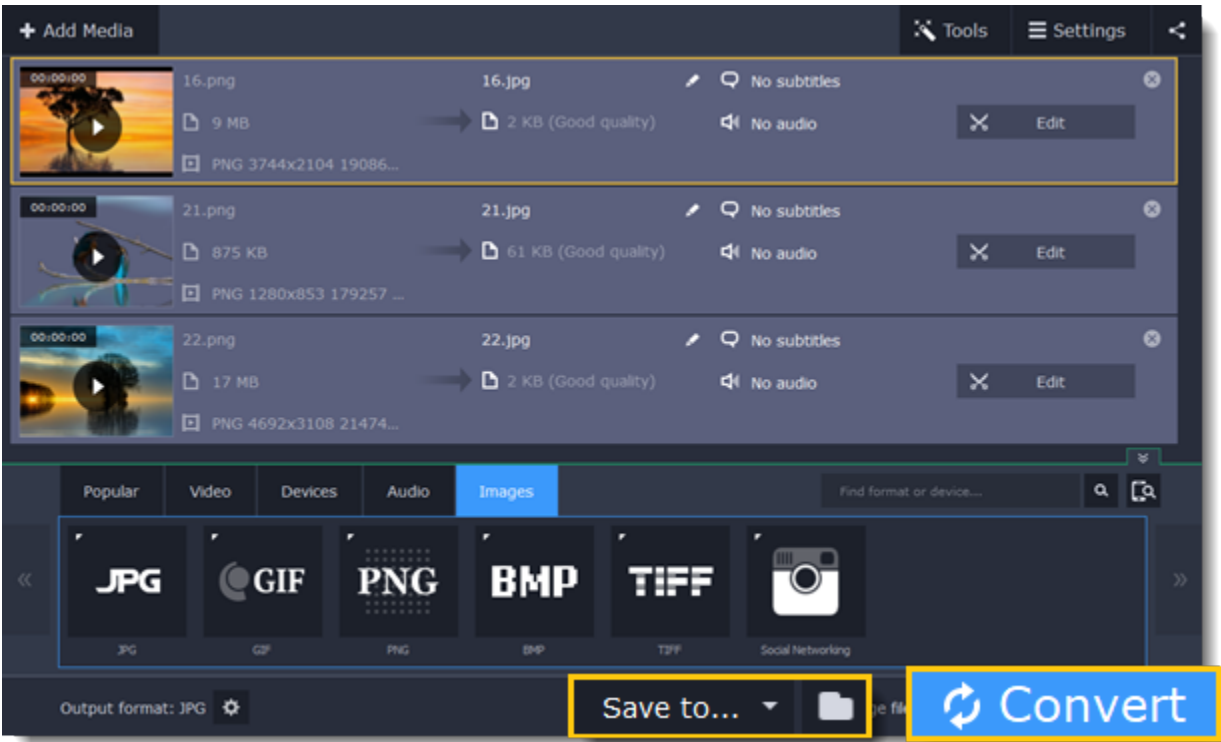 Add Media
Tools
Settings
00:00:00
16.png
16.jpg
No subtitles
9 MB
2 KB (Good quality)
No audio
Edit
PNG 3744x2104 19086...
00:00:00
21.png
21.jpg
No subtitles
875 KB
61 KB (Good quality)
No audio
Edit
PNG 1280x853 179257 ...
00:00:00
22.png
22.jpg
No subtitles
17 MB
2 KB (Good quality)
No audio
Edit
PNG 4692x3108 21474...
Popular
Video
Devices
Audio
Images
Find format or device....
JPG
GIF
PNG
BMP
TIFF
JPG
GIF
PNG
BMP
TIFF
Social Networking
Output format: JPG
Save to...
Convert